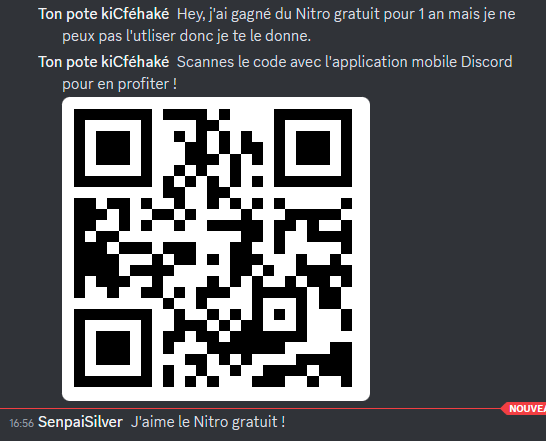 Ton pote kiCféhaké Hey, j'ai gagné du Nitro gratuit pour 1 an mais je ne
peux pas l'utliser donc je te le donne.
Ton pote kiCféhaké Scannes le code avec l'application mobile Discord
pour en profiter !
NOUVEA
16:56 SenpaiSilver J'aime le Nitro gratuit !